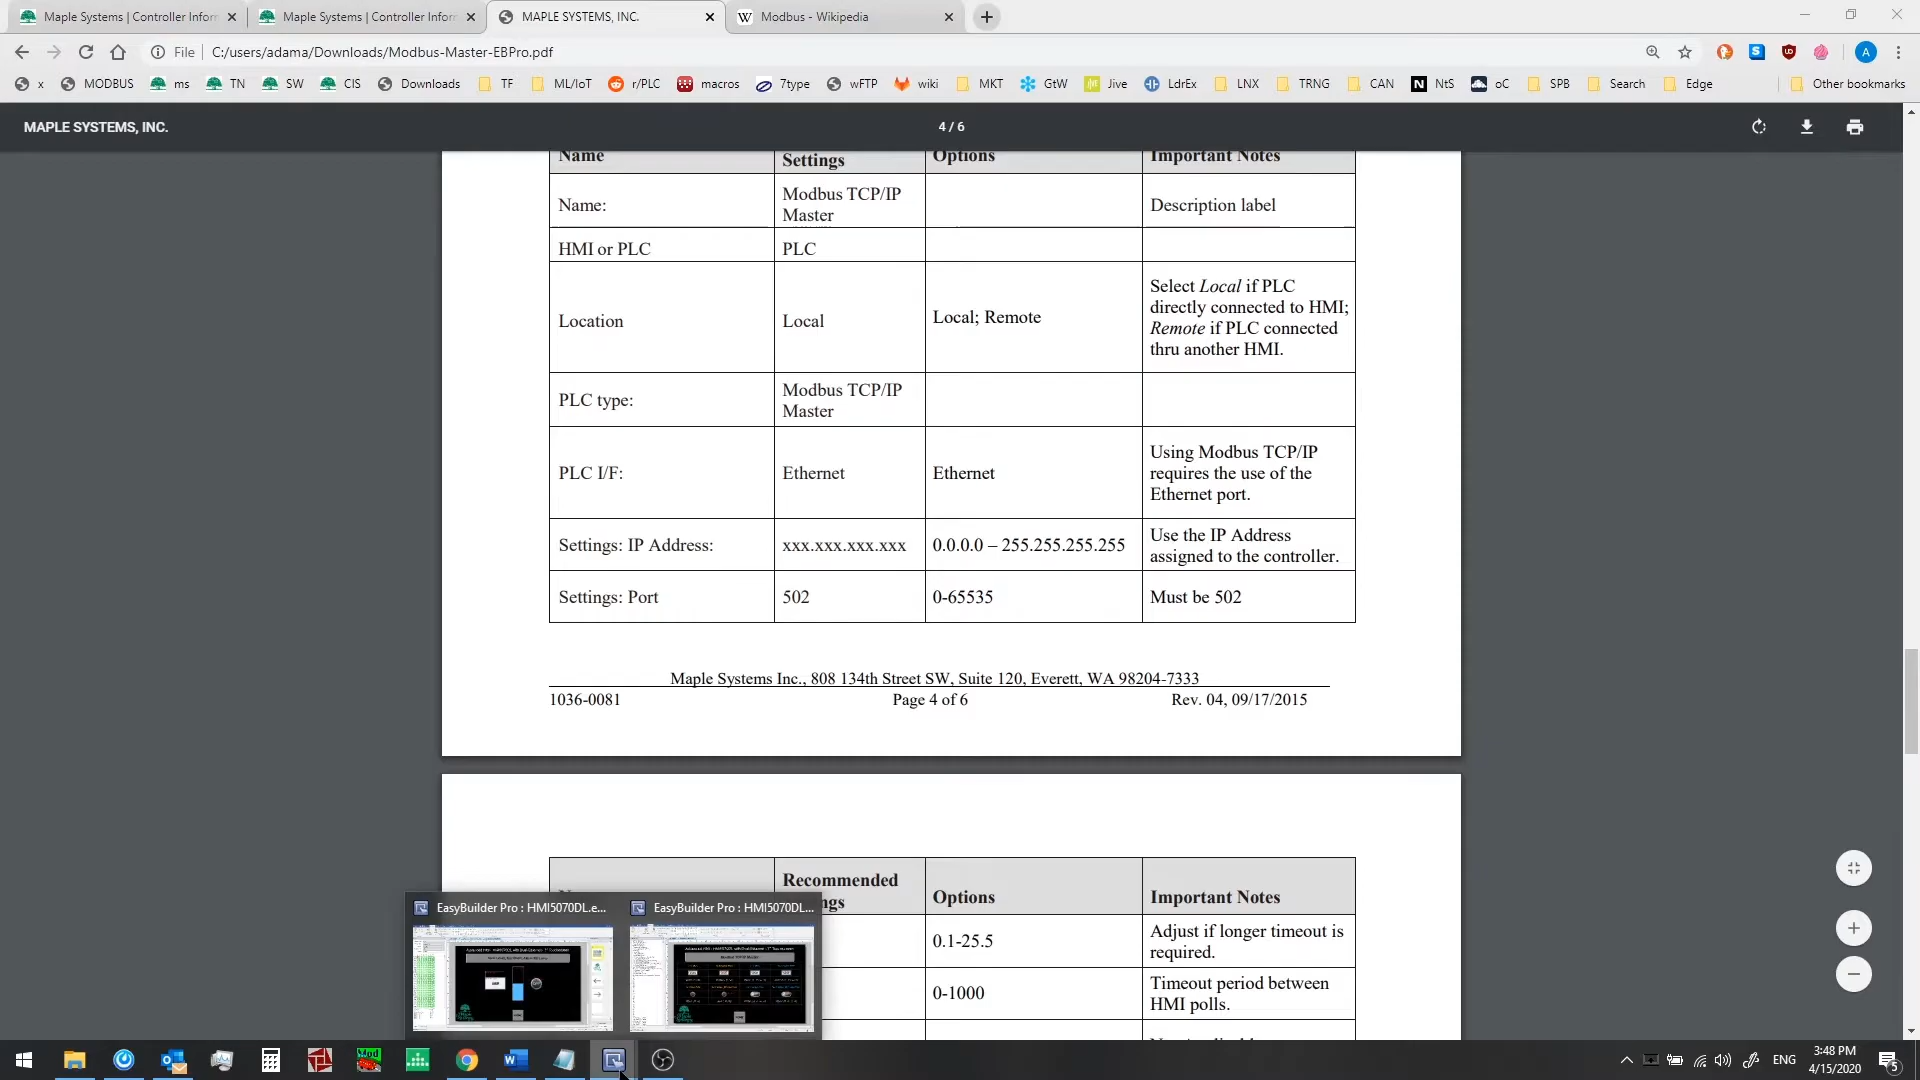 Maple Systems | Controller Inforr
Maple Systems | Controller Inforr
MAPLE SYSTEMS, INC.
W Modbus - Wikipedia
File C:/users/adama/Downloads/Modbus-Master-EBPro.pdf
A
x MODBUS ms TN SW CIS Downloads TF ML/IoT r/PLC macros 7type wFTP wiki MKT GtW Jive LdrEx LNX TRNG CAN NtS oC SPB Search Edge Other bookmarks
MAPLE SYSTEMS, INC. 4 / 6
Name Settings Options Important Notes
Name: Modbus TCP/IP Master Description label
HMI or PLC PLC
Location Local Local; Remote
Select Local if PLC
directly connected to HMI;
Remote if PLC connected
thru another HMI.
PLC type: Modbus TCP/IP Master
PLC I/F: Ethernet Ethernet
Using Modbus TCP/IP
requires the use of the
Ethernet port.
Settings: IP Address: xxx.xxx.xxx.xxx 0.0.0.0 – 255.255.255.255
Use the IP Address
assigned to the controller.
Settings: Port 502 0-65535 Must be 502
Maple Systems Inc., 808 134th Street SW, Suite 120, Everett, WA 98204-7333
1036-0081 Page 4 of 6 Rev. 04, 09/17/2015
Recommended
Options Important Notes
EasyBuilder Pro : HMI5070DL.e...
EasyBuilder Pro : HMI5070DL...
ngs
0.1-25.5
Adjust if longer timeout is
required.
0-1000
Timeout period between
HMI polls.
ENG
3:48 PM
4/15/2020
5